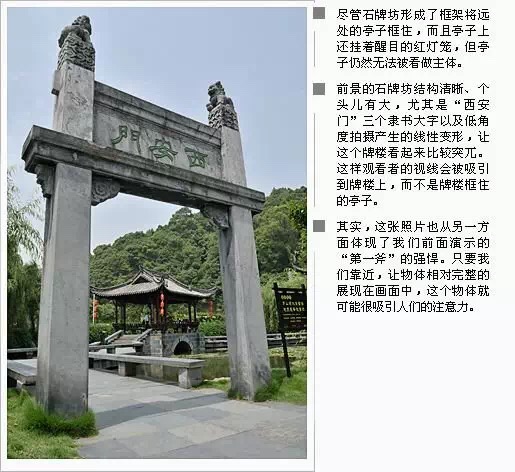 門安西
尽管石牌坊形成了框架将远
处的亭子框住，而且亭子上
还挂着醒目的红灯笼，但亭
子仍然无法被看做主体。
前景的石牌坊结构清晰、个
头儿有大，尤其是“西安
门”三个隶书大字以及低角
度拍摄产生的线性变形，让
这个牌楼看起来比较突兀。
这样观看者的视线会被吸引
到牌楼上，而不是牌楼框住
的亭子。
其实，这张照片也从另一方
面体现了我们前面演示的
“第一斧”的强悍。只要我
们靠近，让物体相对完整的
展现在画面中，这个物体就
可能很吸引人们的注意力。